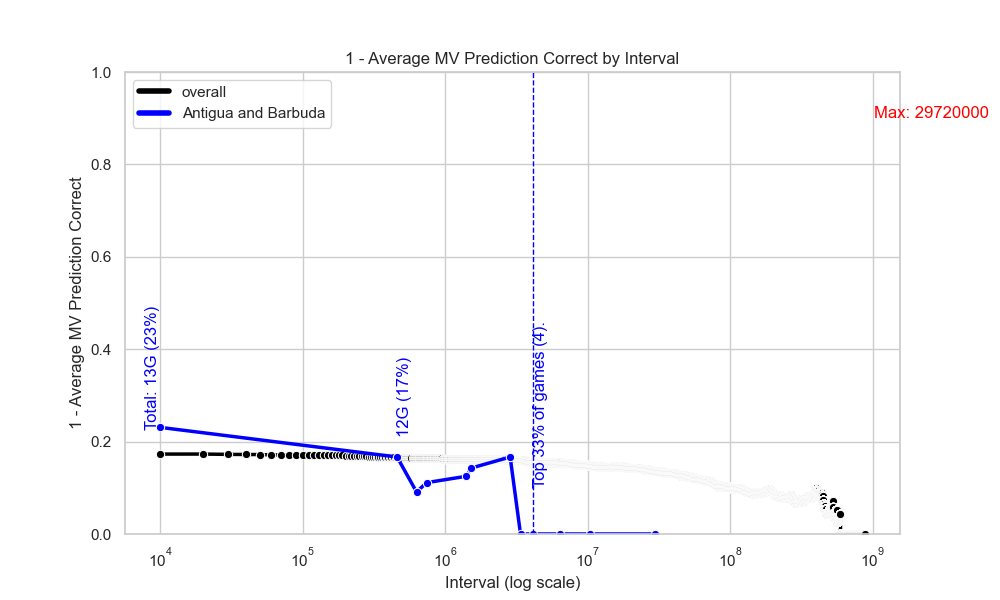 1 - Average MV Prediction Correct by Interval
overall
Antigua and Barbuda
Max: 29720000
1 - Average MV Prediction Correct
1.0
0.8
0.6
0.4
0.2
0.0
Total: 13G (23%)
12G (17%)
Top 33% of games (4).
10^4
10^5
10^6
10^7
10^8
10^9
Interval (log scale)